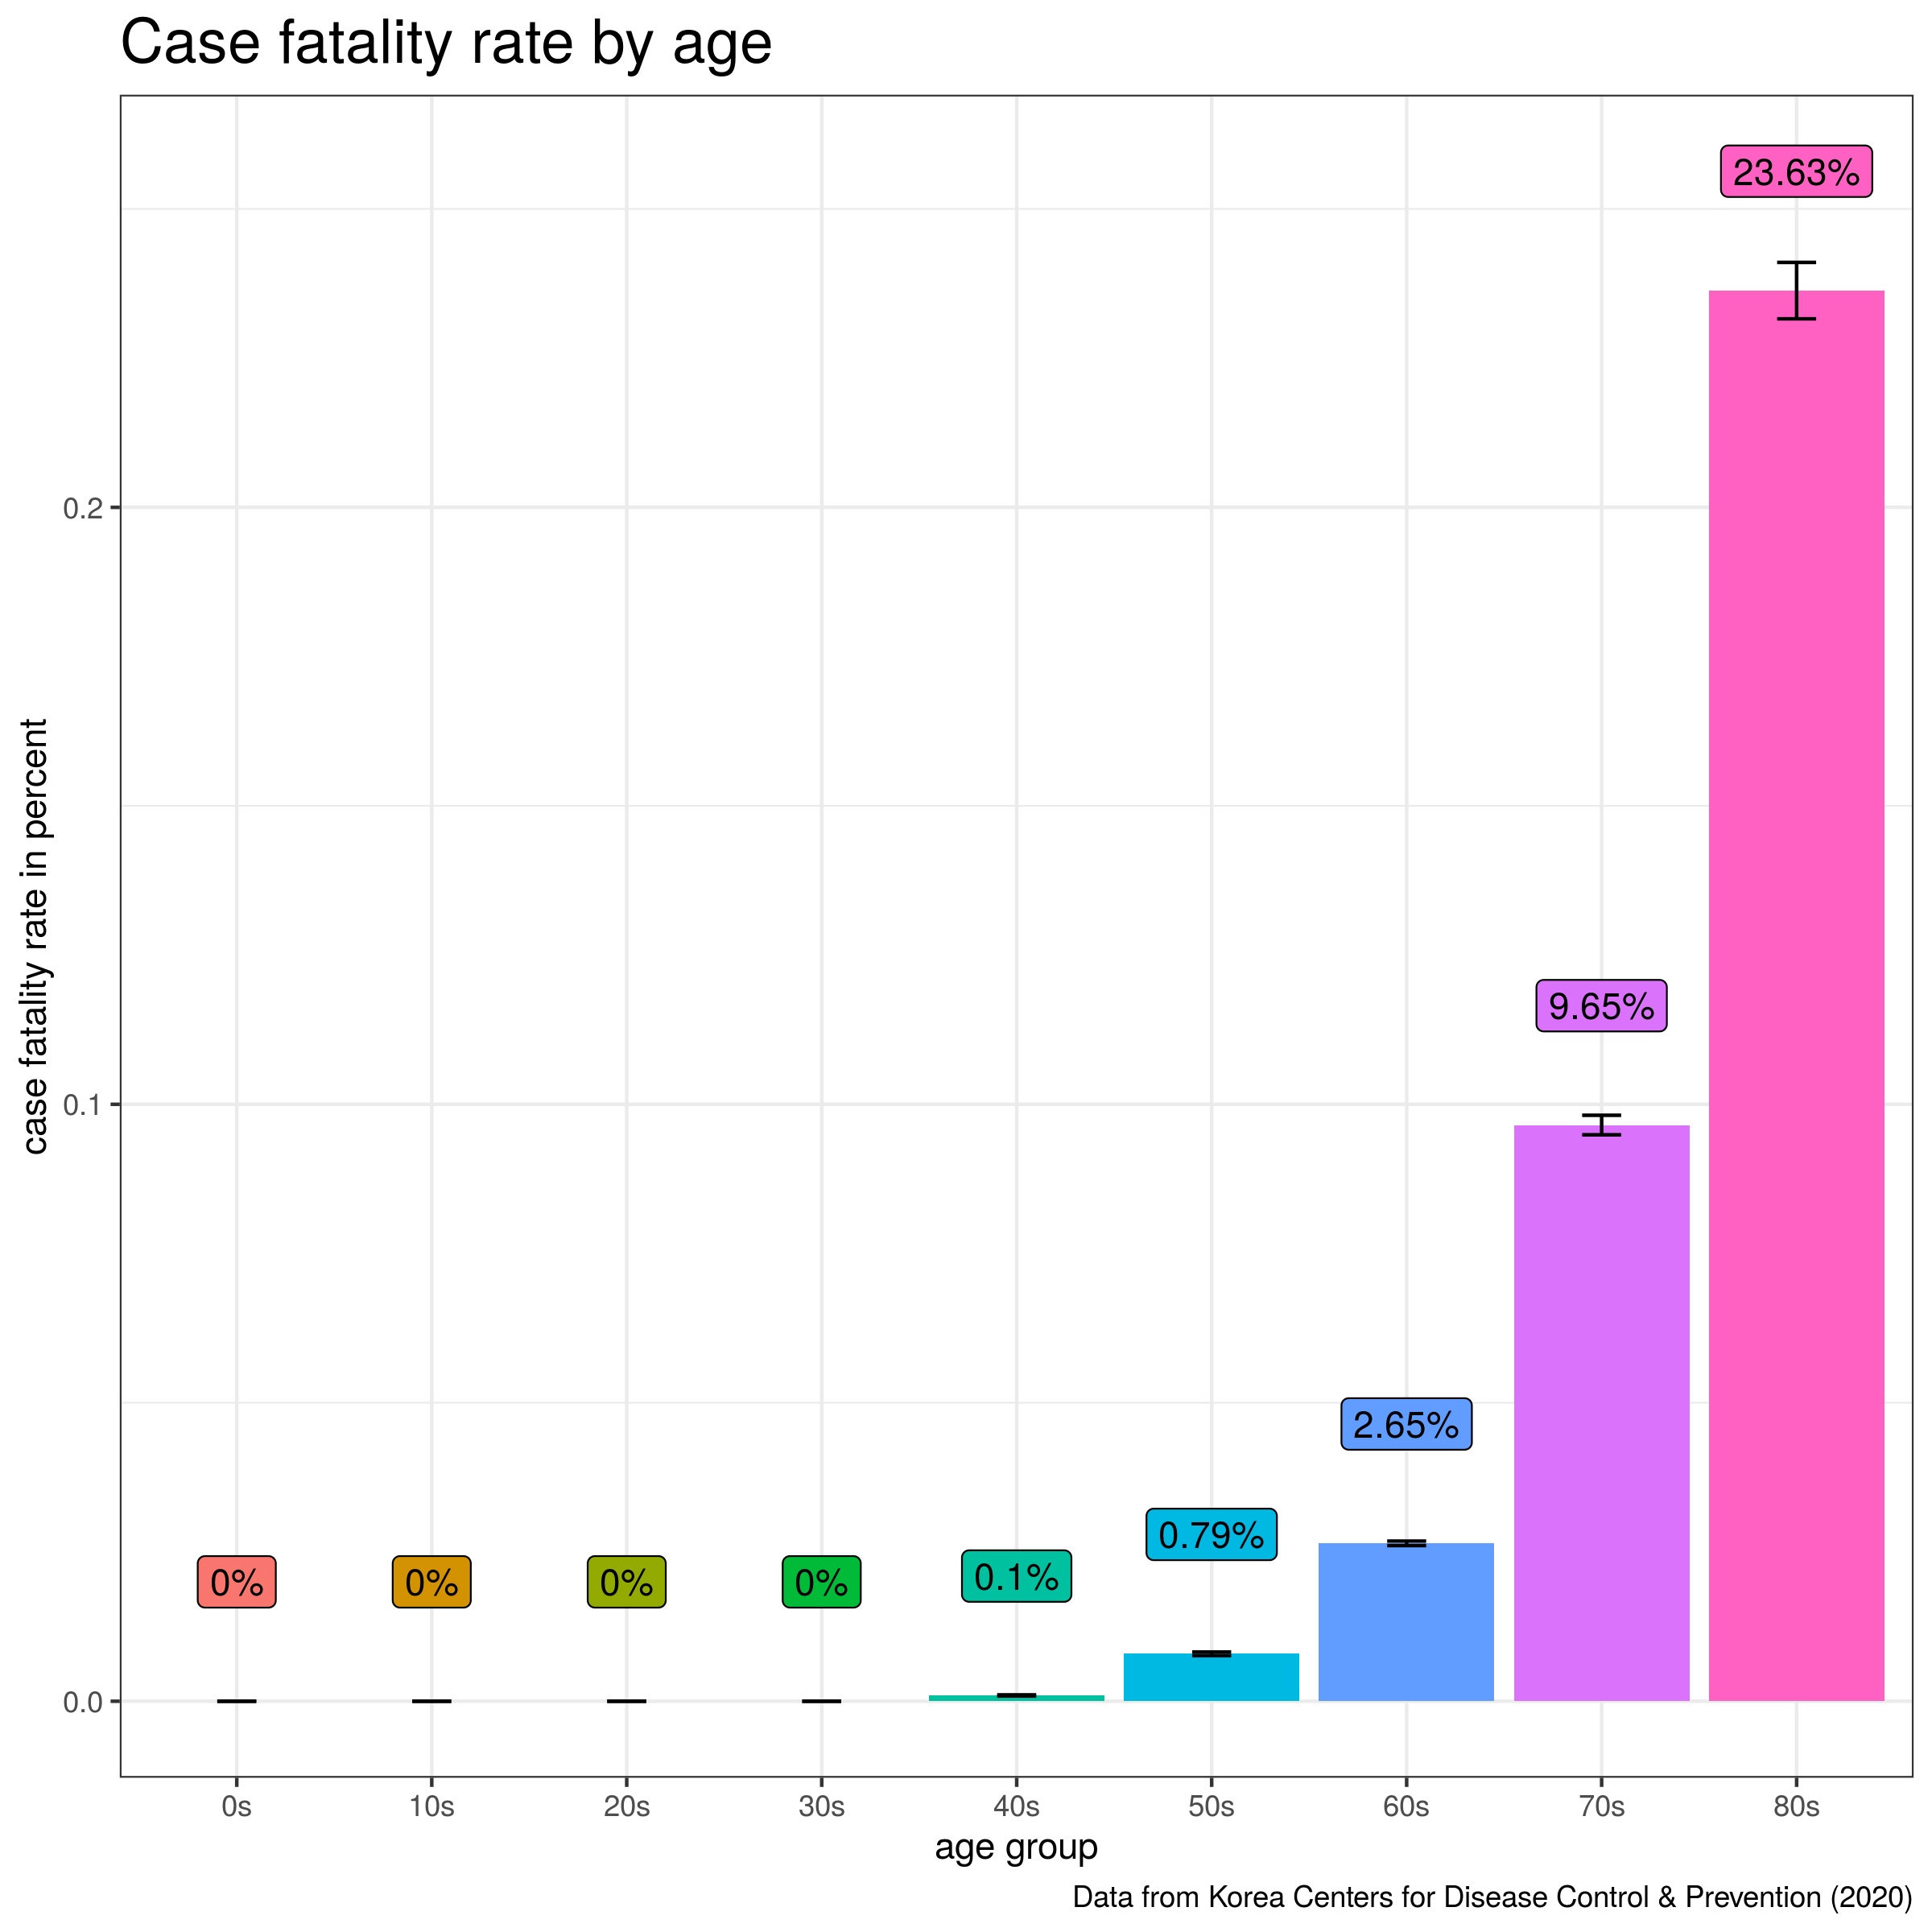 Case fatality rate by age
23.63%
0.2
9.65%
0.1
2.65%
0.79%
0% 0% 0% 0% 0.1%
0.0
case fatality rate in percent
0s 10s 20s 30s 40s 50s 60s 70s 80s
age group
Data from Korea Centers for Disease Control & Prevention (2020)